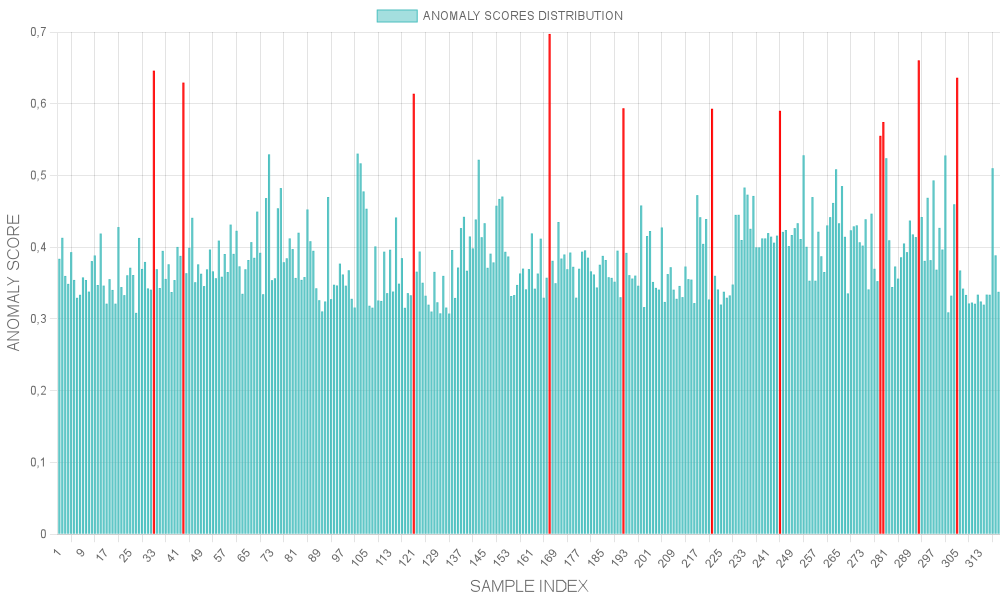 ANOMALY SCORES DISTRIBUTION
0,7
0,6
0,5
0,4
0,3
0,2
0,1
0
ANOMALY SCORE
1 9 17 25 33 41 49 57 65 73 81 89 97 105 113 121 129 137 145 153 161 169 177 185 193 201 209 217 225 233 241 249 257 265 273 281 289 297 305 313
SAMPLE INDEX